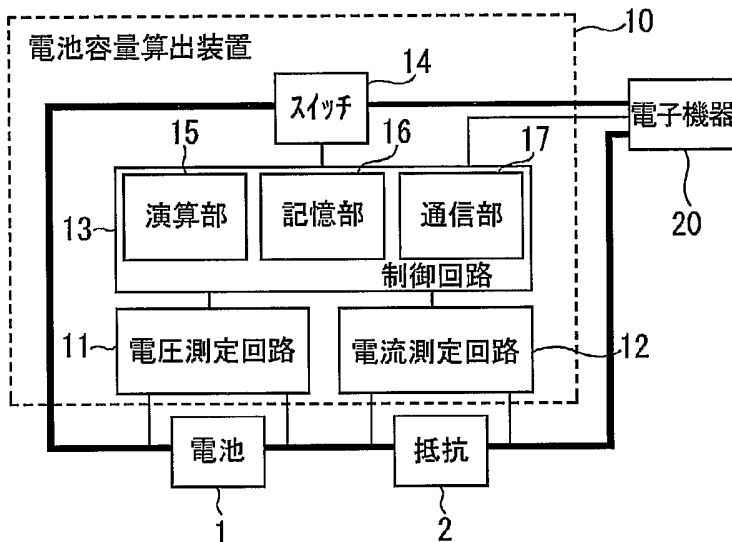 10
電池容量算出装置
14
スイッチ
電子機器
20
15
16
17
演算部
記憶部
通信部
13
制御回路
11
電圧測定回路
電流測定回路
12
電池
抵抗
1
2